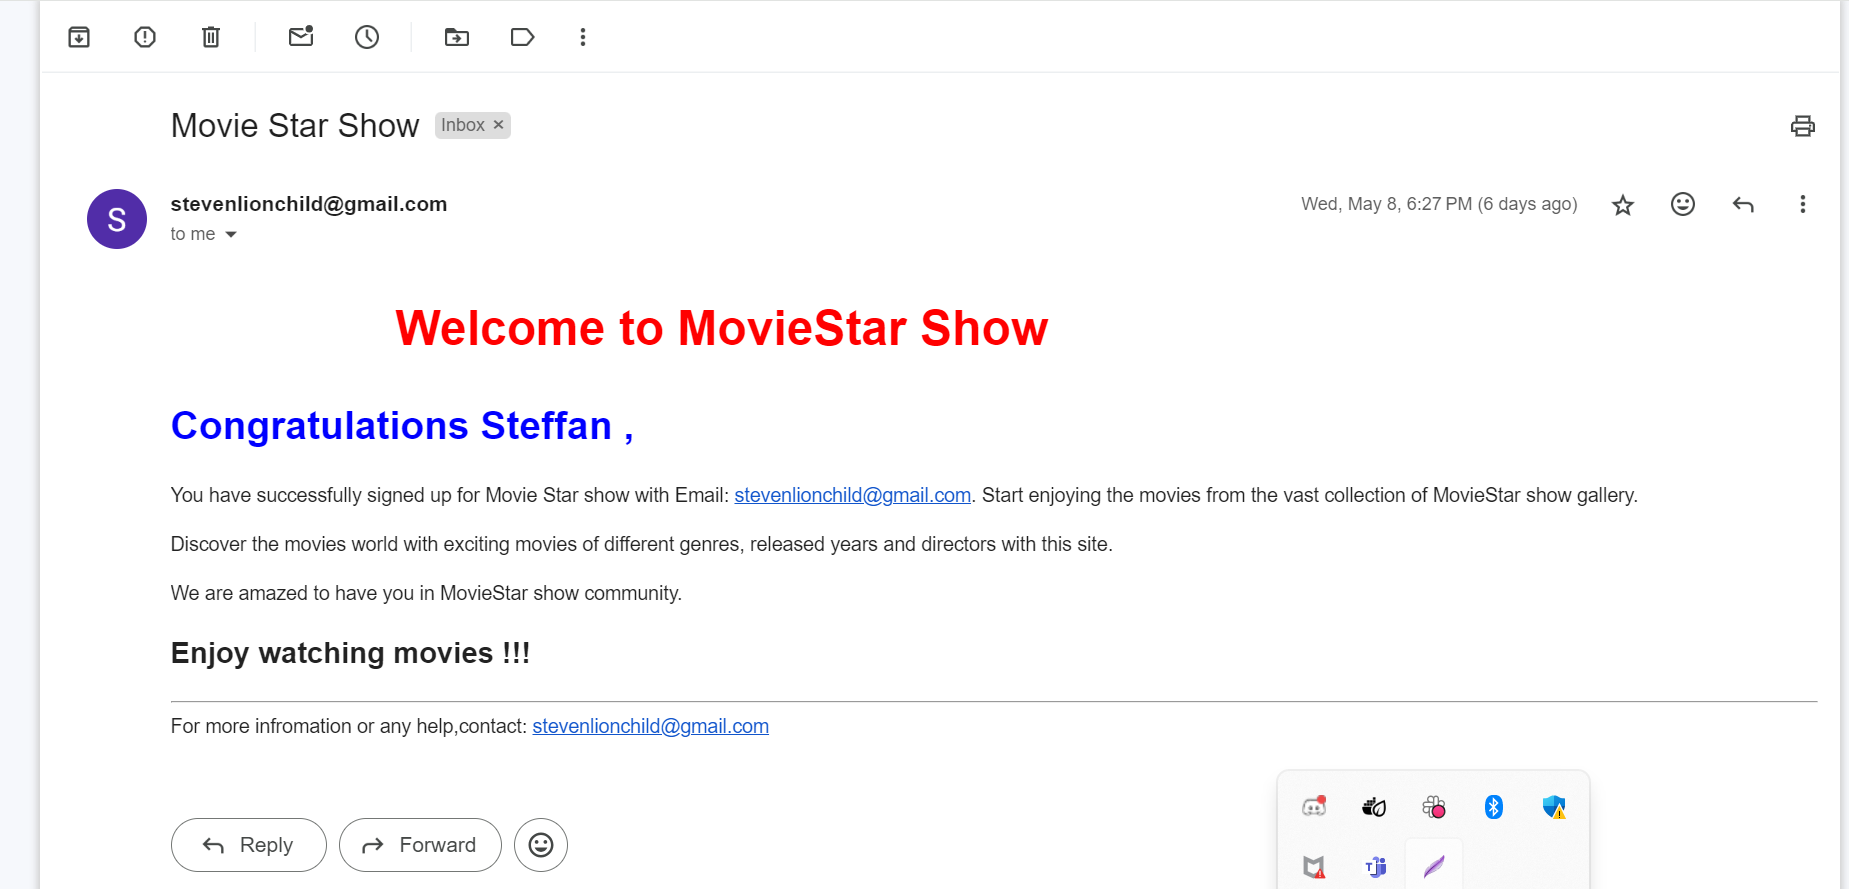 Movie Star Show Inbox ×
S
stevenlionchild@gmail.com Wed, May 8, 6:27 PM (6 days ago)
to me
Welcome to MovieStar Show
Congratulations Steffan ,
You have successfully signed up for Movie Star show with Email: stevenlionchild@gmail.com. Start enjoying the movies from the vast collection of MovieStar show gallery.
Discover the movies world with exciting movies of different genres, released years and directors with this site.
We are amazed to have you in MovieStar show community.
Enjoy watching movies !!!
For more infromation or any help,contact: stevenlionchild@gmail.com
Reply Forward